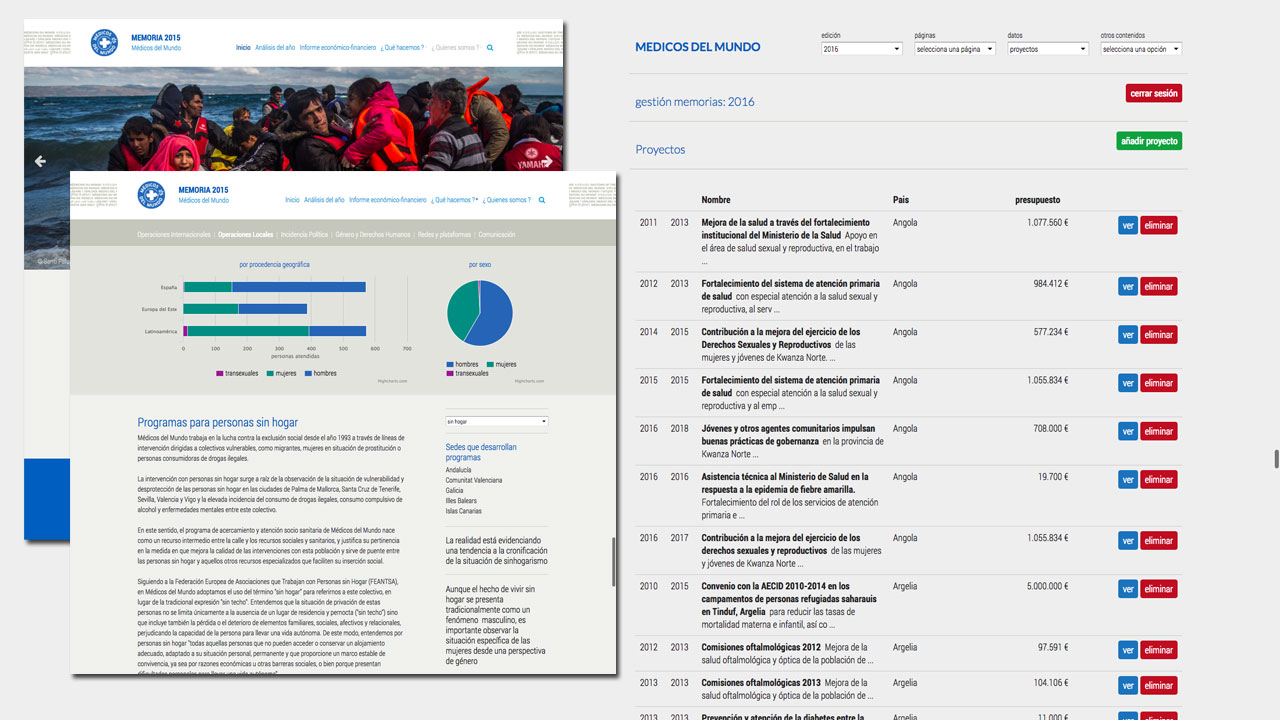 MEMORIA 2015
Médicos del Mundo
Inicio Análisis del año Informe económico-financiero ¿ Qué hacemos ? ¿ Quienes somos ?
YAMAHA
MEMORIA 2015
Médicos del Mundo
Inicio Análisis del año Informe económico-financiero ¿ Qué hacemos ? ¿ Quienes somos ?
Operaciones Internacionales | Operaciones Locales | Incidencia Política | Género y Derechos Humanos | Redes y plataformas | Comunicación
por procedencia geográfica
España
Europa del Este
Latinoamérica
0 100 200 300 400 500 600 700
personas atendidas
transexuales mujeres hombres
Highcharts.com
por sexo
hombres mujeres
transexuales
Highcharts.com
Programas para personas sin hogar
Médicos del Mundo trabaja en la lucha contra la exclusión social desde el año 1993 a través de líneas de
intervención dirigidas a colectivos vulnerables, como migrantes, mujeres en situación de prostitución o
personas consumidoras de drogas ilegales.
La intervención con personas sin hogar surge a raíz de la observación de la situación de vulnerabilidad y
desprotección de las personas sin hogar en las ciudades de Palma de Mallorca, Santa Cruz de Tenerife,
Sevilla, Valencia y Vigo y la elevada incidencia del consumo de drogas ilegales, consumo compulsivo de
alcohol y enfermedades mentales entre este colectivo.
En este sentido, el programa de acercamiento y atención socio sanitaria de Médicos del Mundo nace
como un recurso intermedio entre la calle y los recursos sociales y sanitarios, y justifica su pertinencia
en la medida en que mejora la calidad de las intervenciones con esta población y sirve de puente entre
las personas sin hogar y aquellos otros recursos especializados que faciliten su inserción social.
Siguiendo a la Federación Europea de Asociaciones que Trabajan con Personas sin Hogar (FEANTSA),
en Médicos del Mundo adoptamos el uso del término "sin hogar" para referirnos a este colectivo, en
lugar de la tradicional expresión "sin techo". Entendemos que la situación de privación de estas
personas no se limita únicamente a la ausencia de un lugar de residencia y pernocta ("sin techo") sino
que incluye también la pérdida o el deterioro de elementos familiares, sociales, afectivos y relacionales,
perjudicando la capacidad de la persona para llevar una vida autónoma. De este modo, entendemos por
personas sin hogar "todas aquellas personas que no pueden acceder o conservar un alojamiento
adecuado, adaptado a su situación personal, permanente y que proporcione un marco estable de
convivencia, ya sea por razones económicas u otras barreras sociales, o bien porque presentan
dificultades personales para llevar una vida autónoma".
sin hogar
Sedes que desarrollan
programas
Andalucía
Comunitat Valenciana
Galicia
Illes Balears
Islas Canarias
La realidad está evidenciando
una tendencia a la cronificación
de la situación de sinhogarismo
Aunque el hecho de vivir sin
hogar se presenta
tradicionalmente como un
fenómeno masculino, es
importante observar la
situación específica de las
mujeres desde una perspectiva
de género
MEDICOS DEL MUNDO
edición páginas datos otros contenidos
2016 selecciona una página proyectos selecciona una opción
gestión memorias: 2016
cerrar sesión
Proyectos
añadir proyecto
Nombre Pais presupuesto
2011 2013 Mejora de la salud a través del fortalecimiento Angola 1.077.560 € ver eliminar
institucional del Ministerio de la Salud Apoyo en
el área de salud sexual y reproductiva, en el trabajo
...
2012 2013 Fortalecimiento del sistema de atención primaria Angola 984.412 € ver eliminar
de salud con especial atención a la salud sexual y
reproductiva, al serv ...
2014 2015 Contribución a la mejora del ejercicio de los Angola 577.234 € ver eliminar
Derechos Sexuales y Reproductivos de las
mujeres y jóvenes de Kwanza Norte. ...
2015 2015 Fortalecimiento del sistema de atención primaria Angola 1.055.834 € ver eliminar
de salud con especial atención a la salud sexual y
reproductiva y al emp ...
2016 2018 Jóvenes y otros agentes comunitarios impulsan Angola 708.000 € ver eliminar
buenas prácticas de gobernanza en la provincia de
Kwanza Norte ...
2016 2016 Asistencia técnica al Ministerio de Salud en la Angola 19.700 € ver eliminar
respuesta a la epidemia de fiebre amarilla.
Fortalecimiento del rol de los servicios de atención
primaria e ...
2016 2017 Contribución a la mejora del ejercicio de los Angola 1.055.834 € ver eliminar
derechos sexuales y reproductivos de las mujeres
y jóvenes de Kwanza Norte ...
2010 2015 Convenio con la AECID 2010-2014 en los Argelia 5.000.000 € ver eliminar
campamentos de personas refugiadas saharauis
en Tinduf, Argelia para reducir las tasas de
mortalidad materna e infantil, así co ...
2012 2013 Comisiones oftalmológicas 2012 Mejora de la Argelia 97.591 € ver eliminar
salud oftalmológica y óptica de la población de ...
2013 2013 Comisiones oftalmológicas 2013 Mejora de la Argelia 104.106 € ver eliminar
salud oftalmológica y óptica de la población de ...
2013 2013 Prevención y atención de la diabetes entre la Argelia 11.000 € ver eliminar